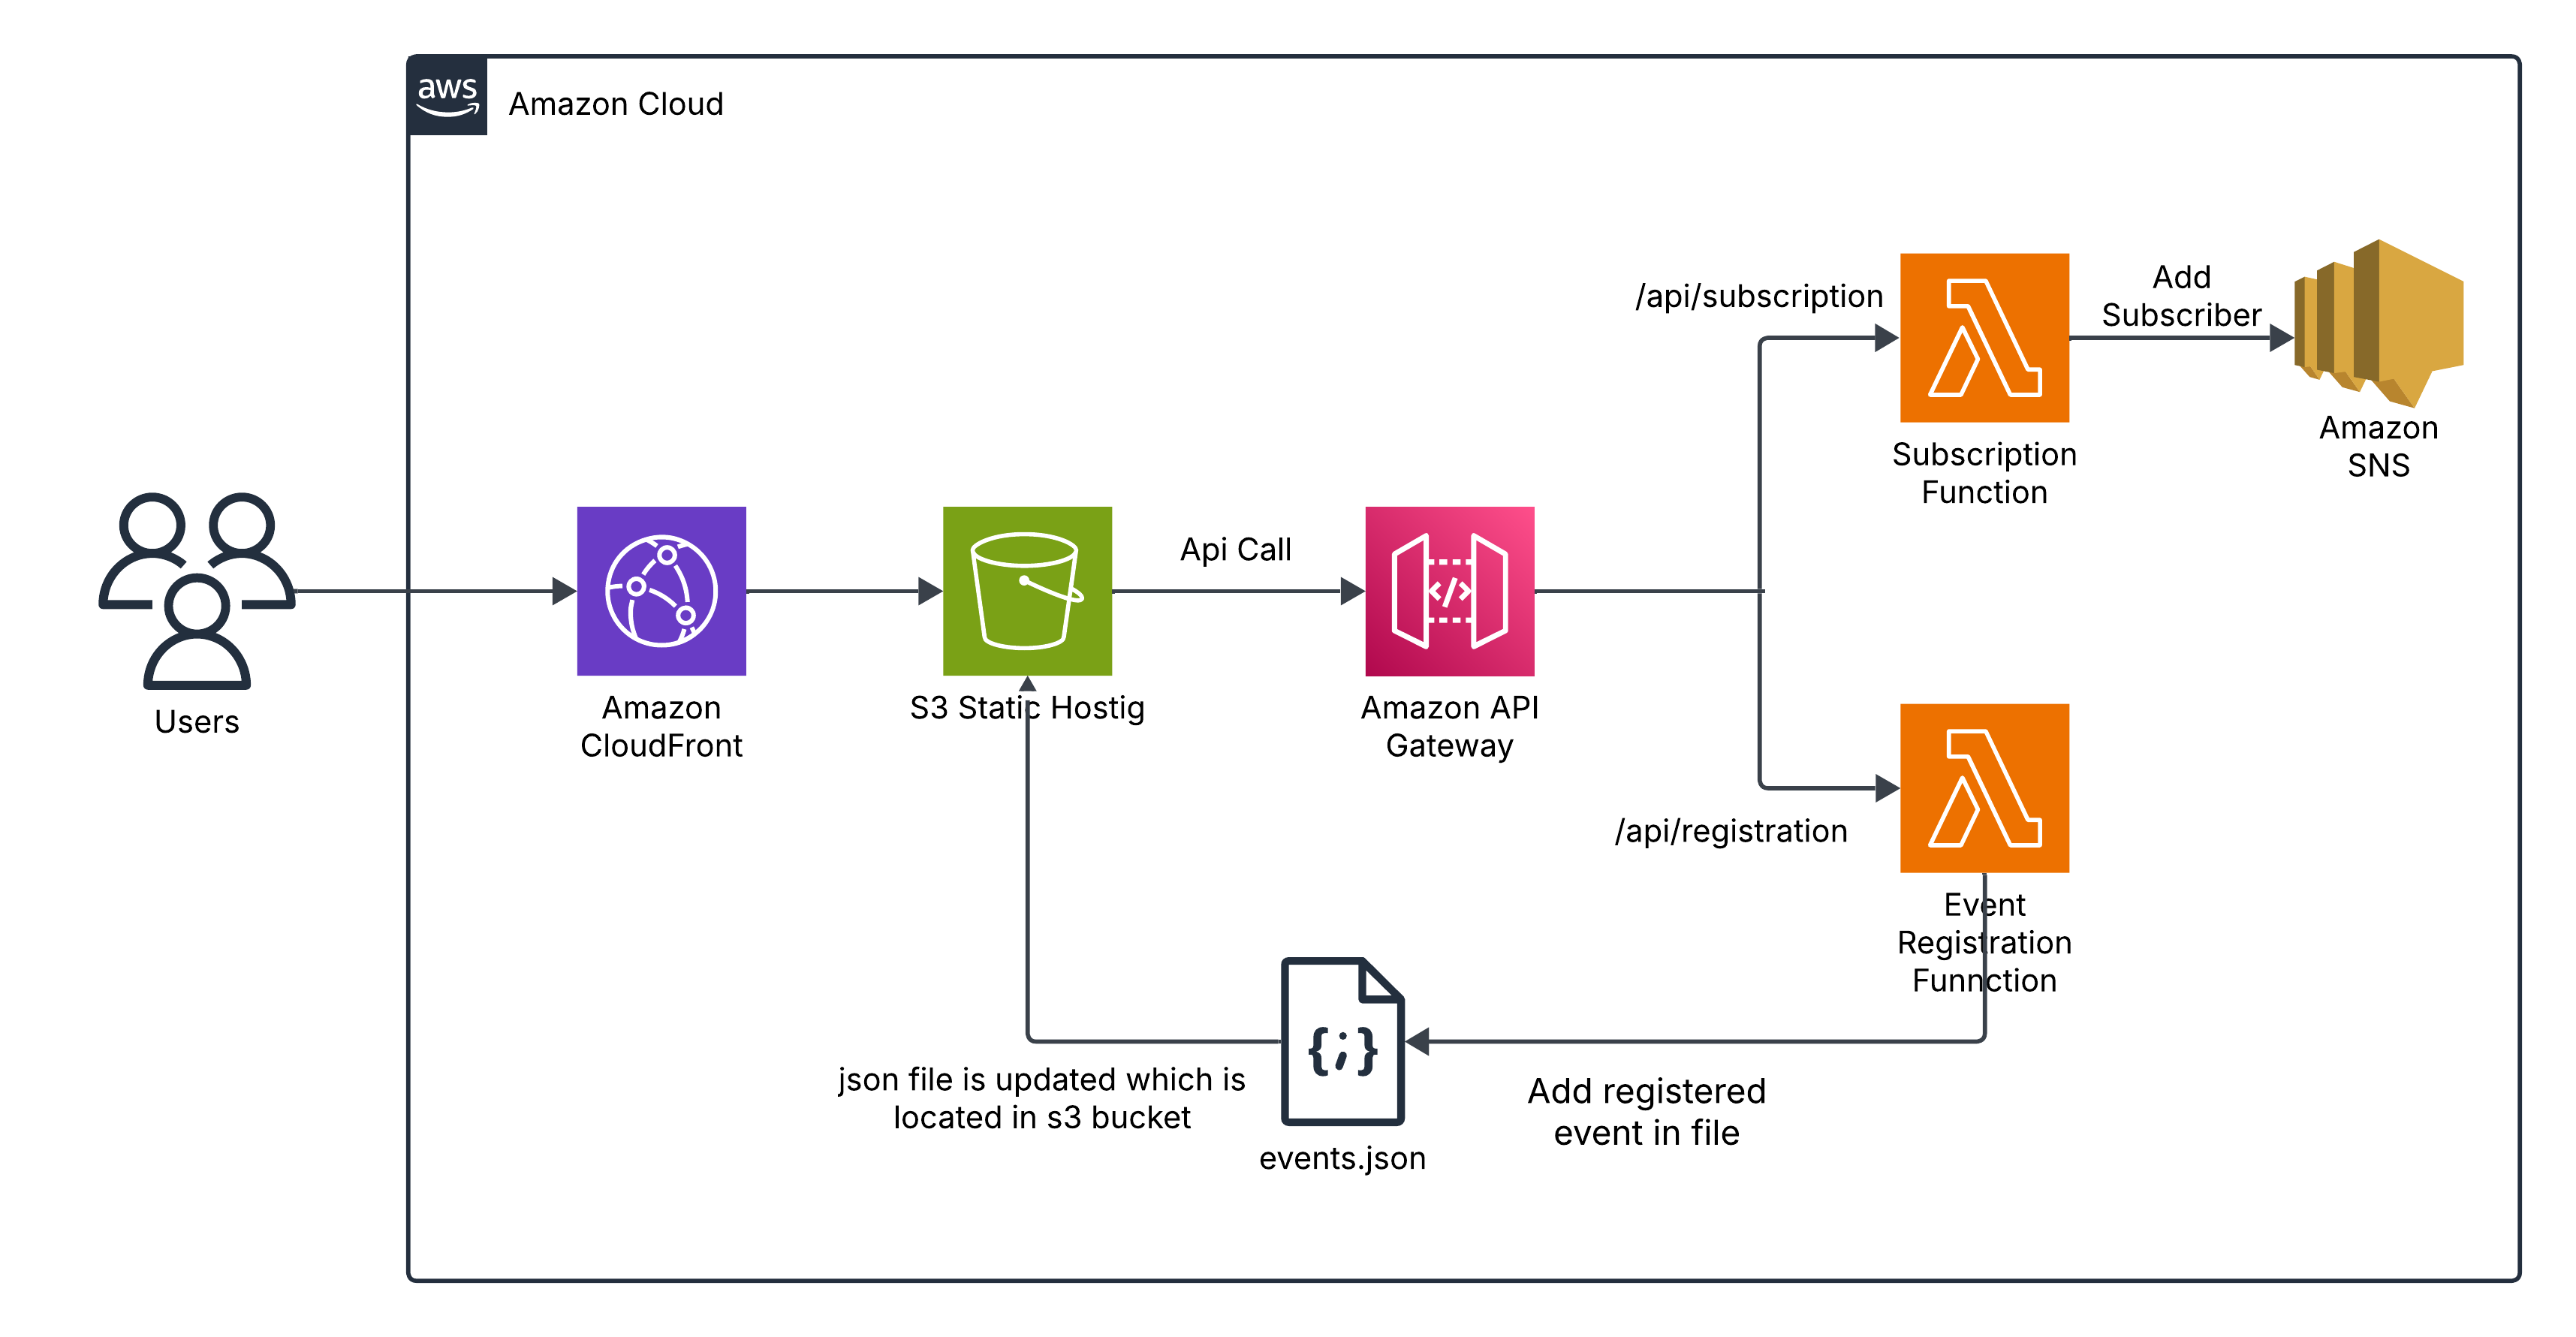 aws
Amazon Cloud
Users
Amazon
CloudFront
S3 Static Hostig
Api Call
Amazon API
Gateway
/api/subscription
Subscription
Function
Add
Subscriber
Amazon
SNS
/api/registration
Event
Registration
Funnction
Add registered
event in file
{;}
events.json
json file is updated which is
located in s3 bucket